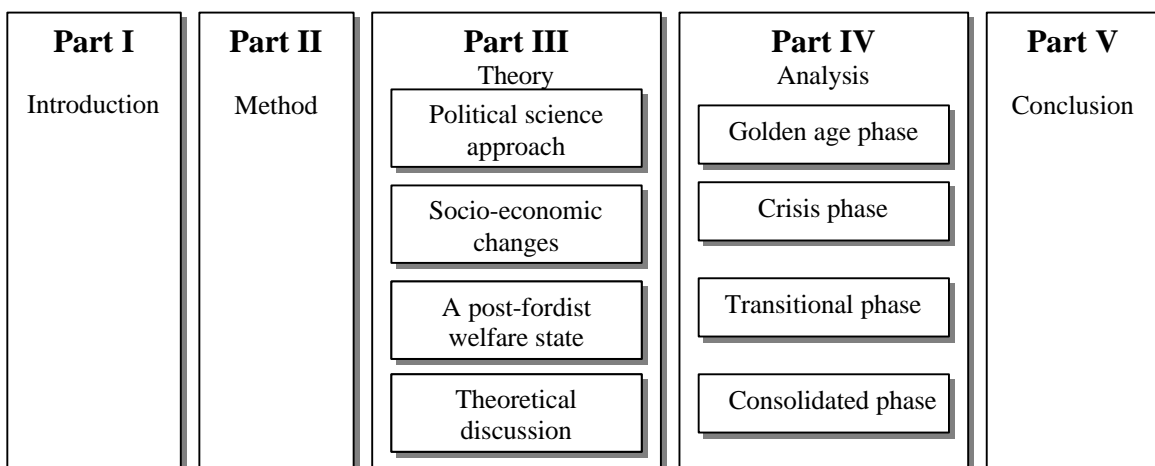 Part I
Introduction
Part II
Method
Part III
Theory
Political science
approach
Socio-economic
changes
A post-fordist
welfare state
Theoretical
discussion
Part IV
Analysis
Golden age phase
Crisis phase
Transitional phase
Consolidated phase
Part V
Conclusion